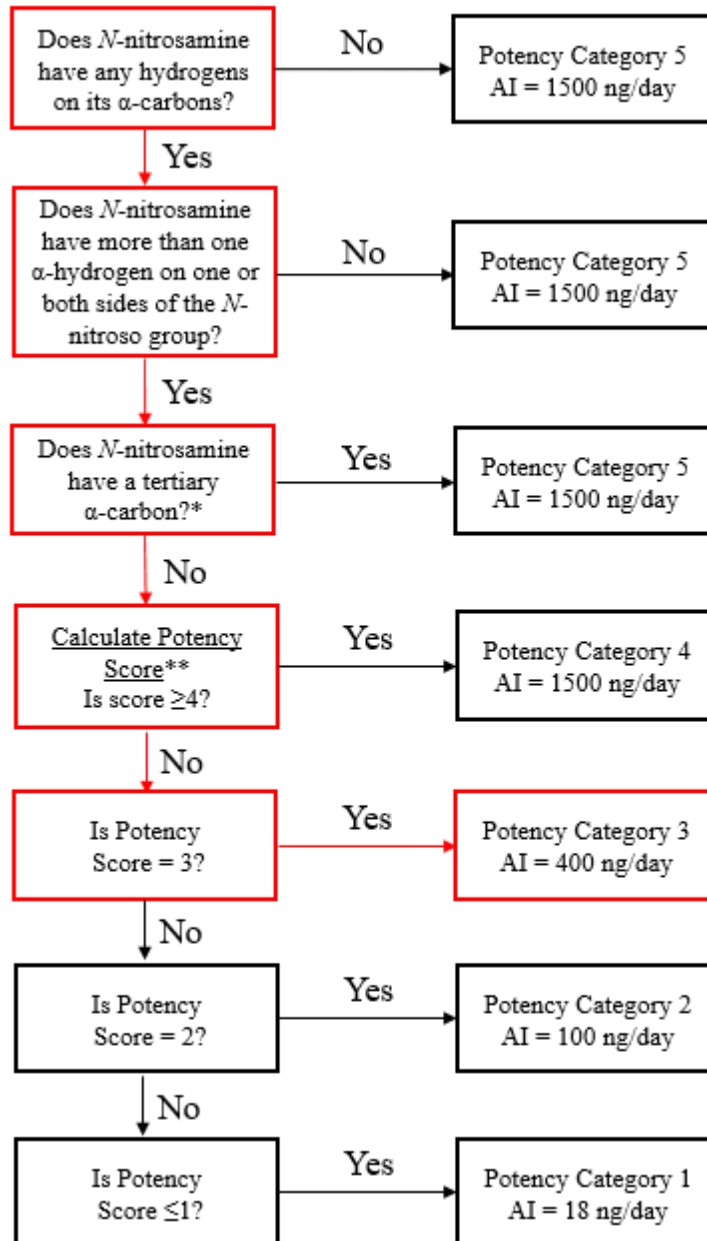 Does N-nitrosamine
have any hydrogens
on its α-carbons?
No
Potency Category 5
AI = 1500 ng/day
Yes
Does N-nitrosamine
have more than one
α-hydrogen on one or
both sides of the N-
nitroso group?
No
Potency Category 5
AI = 1500 ng/day
Yes
Does N-nitrosamine
have a tertiary
α-carbon?*
Yes
Potency Category 5
AI = 1500 ng/day
No
Calculate Potency
Score**
Is score ≥4?
Yes
Potency Category 4
AI = 1500 ng/day
No
Is Potency
Score = 3?
Yes
Potency Category 3
AI = 400 ng/day
No
Is Potency
Score = 2?
Yes
Potency Category 2
AI = 100 ng/day
No
Is Potency
Score ≤1?
Yes
Potency Category 1
AI = 18 ng/day